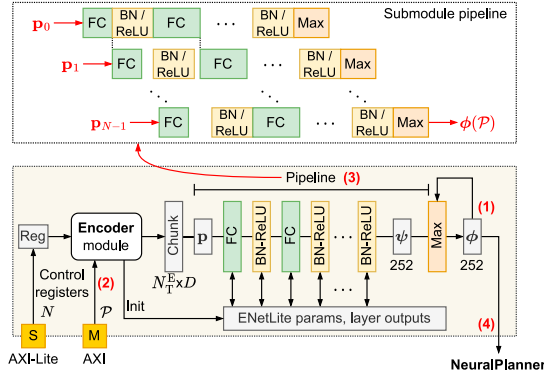 Submodule pipeline
p0 FC BN / ReLU FC ··· BN / ReLU Max
p1 FC BN / ReLU FC ··· BN / ReLU Max
pN−1 FC BN / ReLU FC ··· BN / ReLU Max ϕ(P)
Pipeline (3)
Reg Encoder module Chunk p FC BN-ReLU FC BN-ReLU ··· BN-ReLU ψ Max ϕ (1)
252 252
Control registers (2)
N P Init
N_T^E x D
ENetLite params, layer outputs
···
(4)
S M
AXI-Lite AXI
NeuralPlanner